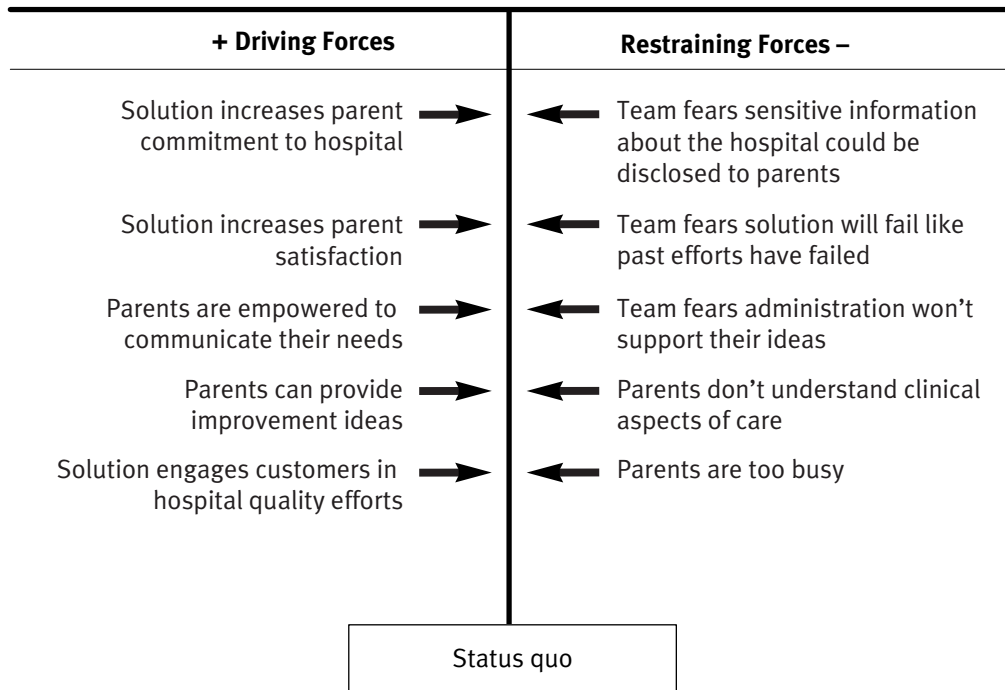 + Driving Forces
Restraining Forces –
Solution increases parent
commitment to hospital
Team fears sensitive information
about the hospital could be
disclosed to parents
Solution increases parent
satisfaction
Team fears solution will fail like
past efforts have failed
Parents are empowered to
communicate their needs
Team fears administration won’t
support their ideas
Parents can provide
improvement ideas
Parents don’t understand clinical
aspects of care
Solution engages customers in
hospital quality efforts
Parents are too busy
Status quo